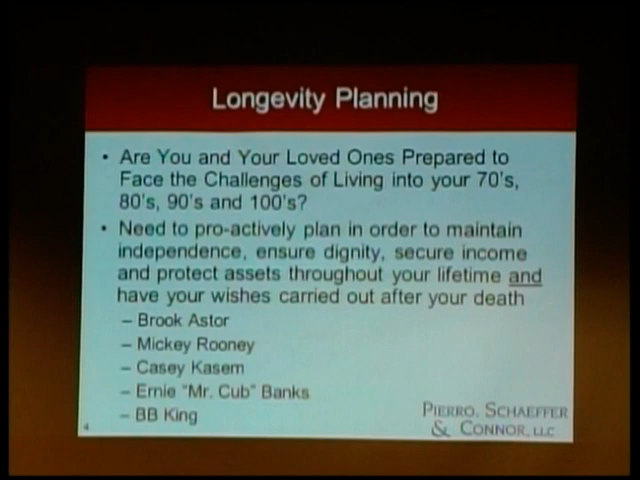 Longevity Planning
• Are You and Your Loved Ones Prepared to
Face the Challenges of Living into your 70's,
80's, 90's and 100's?
• Need to pro-actively plan in order to maintain
independence, ensure dignity, secure income
and protect assets throughout your lifetime and
have your wishes carried out after your death
– Brook Astor
– Mickey Rooney
– Casey Kasem
– Ernie "Mr. Cub" Banks
– BB King
PIERRO, SCHAEFFER
& CONNOR, LLC
4